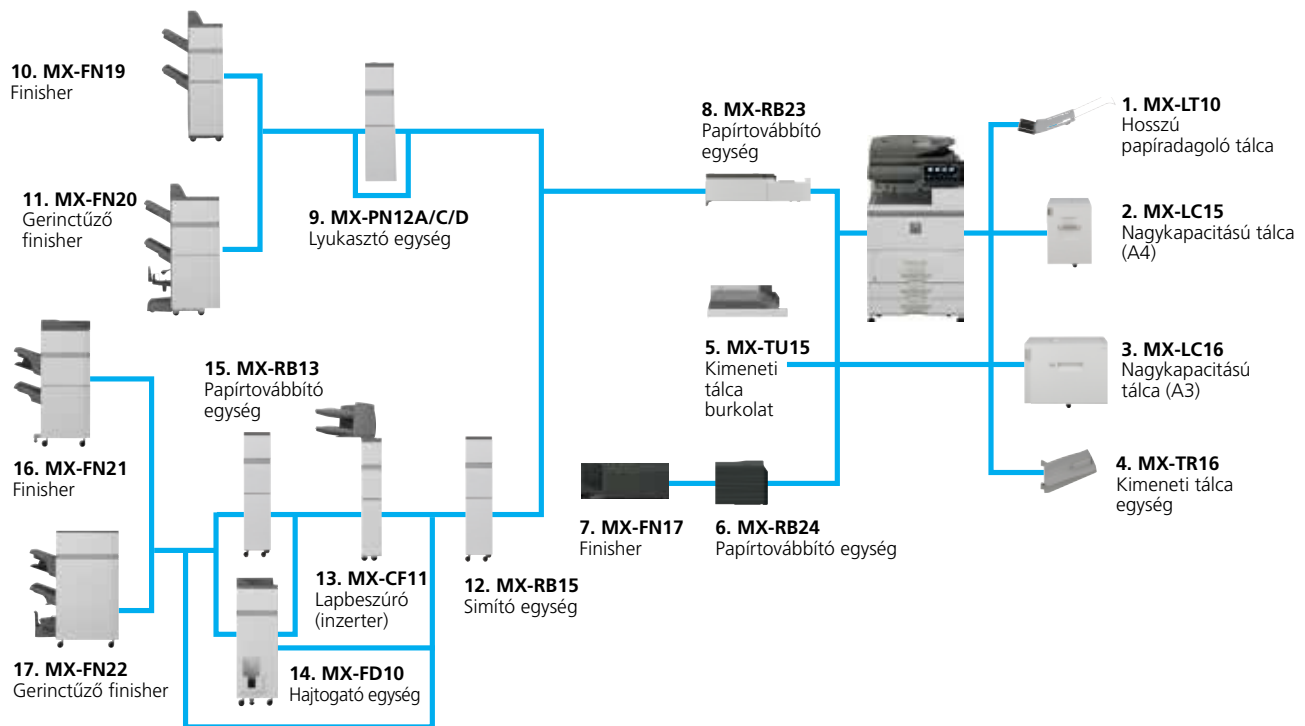 10. MX-FN19
Finisher
11. MX-FN20
Gerinctűző
finisher
9. MX-PN12A/C/D
Lyukasztó egység
8. MX-RB23
Papírtovábbító
egység
1. MX-LT10
Hosszú
papíradagoló tálca
2. MX-LC15
Nagykapacitású tálca
(A4)
5. MX-TU15
Kimeneti
tálca
burkolat
3. MX-LC16
Nagykapacitású
tálca (A3)
4. MX-TR16
Kimeneti tálca
egység
7. MX-FN17
Finisher
6. MX-RB24
Papírtovábbító egység
15. MX-RB13
Papírtovábbító
egység
16. MX-FN21
Finisher
13. MX-CF11
Lapbeszúró
(inzerter)
12. MX-RB15
Simító egység
17. MX-FN22
Gerinctűző finisher
14. MX-FD10
Hajtogató egység